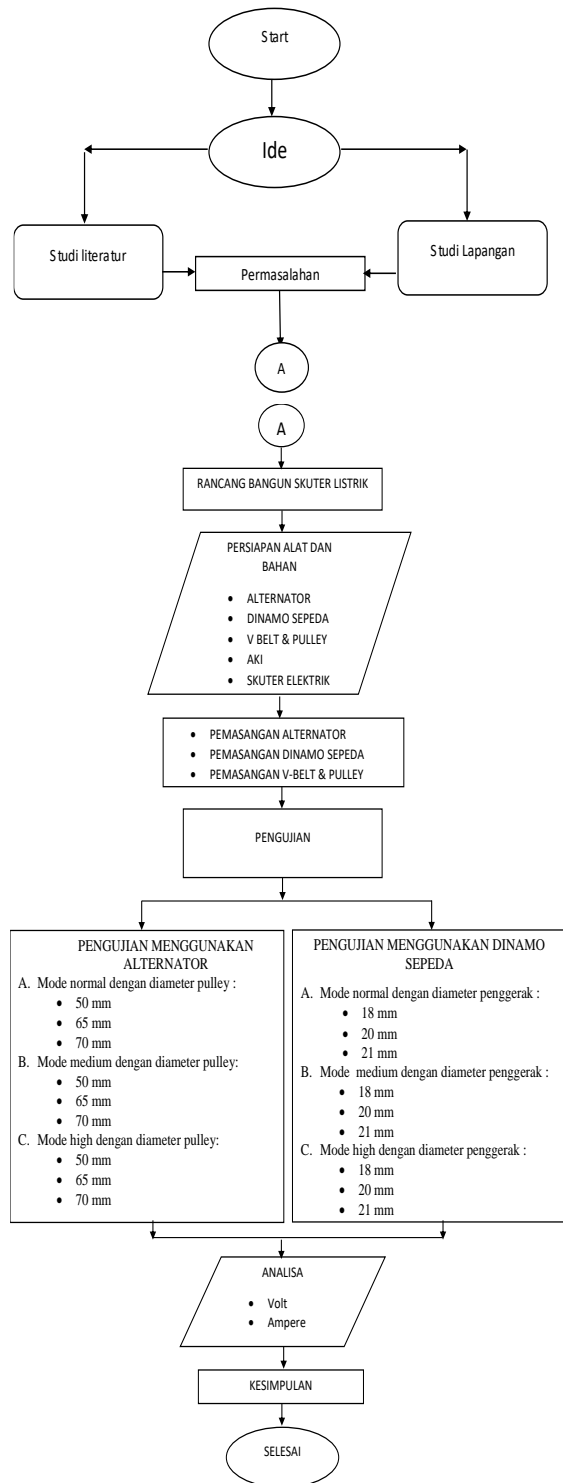 Start
Ide
Studi literatur
Studi Lapangan
Permasalahan
A
A
RANCANG BANGUN SKUTER LISTRIK
PERSIAPAN ALAT DAN
BAHAN
• ALTERNATOR
• DINAMO SEPEDA
• V BELT & PULLEY
• AKI
• SKUTER ELEKTRIK
• PEMASANGAN ALTERNATOR
• PEMASANGAN DINAMO SEPEDA
• PEMASANGAN V-BELT & PULLEY
PENGUJIAN
PENGUJIAN MENGGUNAKAN
ALTERNATOR
A. Mode normal dengan diameter pulley :
• 50 mm
• 65 mm
• 70 mm
B. Mode medium dengan diameter pulley:
• 50 mm
• 65 mm
• 70 mm
C. Mode high dengan diameter pulley:
• 50 mm
• 65 mm
• 70 mm
PENGUJIAN MENGGUNAKAN DINAMO
SEPEDA
A. Mode normal dengan diameter penggerak :
• 18 mm
• 20 mm
• 21 mm
B. Mode medium dengan diameter penggerak :
• 18 mm
• 20 mm
• 21 mm
C. Mode high dengan diameter penggerak :
• 18 mm
• 20 mm
• 21 mm
ANALISA
• Volt
• Ampere
KESIMPULAN
SELESAI